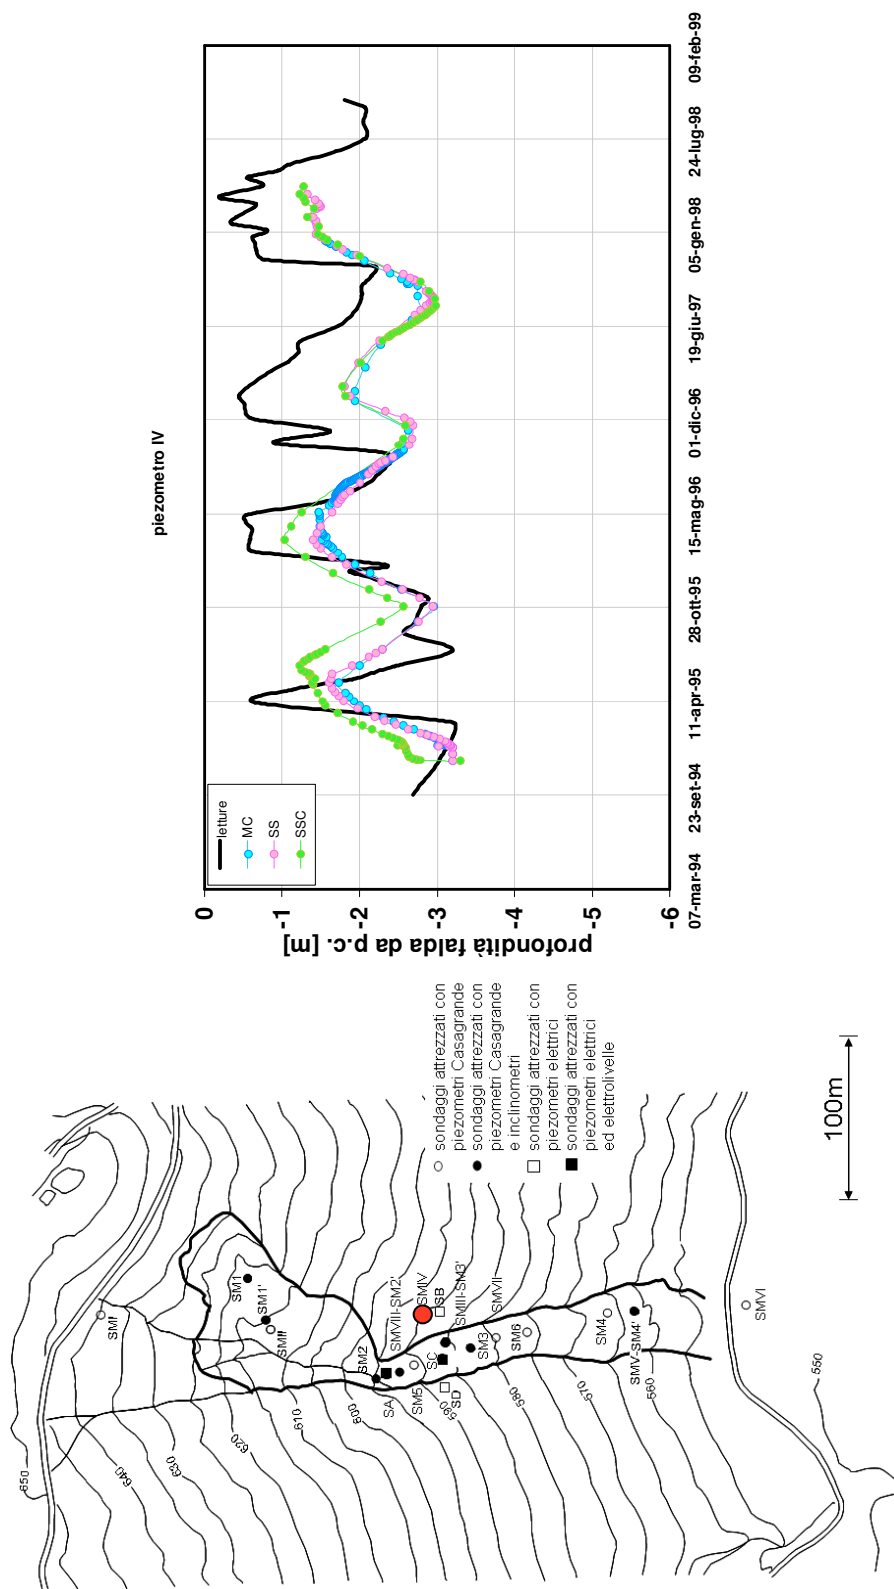 piezometro IV
profondità falda da p.c. [m]
0
-1
-2
-3
-4
-5
-6
07-mar-94
23-set-94
11-apr-95
28-ott-95
15-mag-96
01-dic-96
19-giu-97
05-gen-98
24-lug-98
09-feb-99
letture
MC
SS
SSC
sondaggi attrezzati con
piezometri Casagrande
sondaggi attrezzati con
piezometri Casagrande
e inclinometri
sondaggi attrezzati con
piezometri elettrici
sondaggi attrezzati con
piezometri elettrici
ed elettrolivelle
100m
650
640
630
620
610
600
590
580
570
560
550
SMI
SM1
SM1'
SMII
SM2
SA
SMVIII-SM2'
SM5
SMIV
SB
SC
SD
SMIII-SM3'
SM3
SMVII
SM6
SM4
SMV-SM4'
SMVI